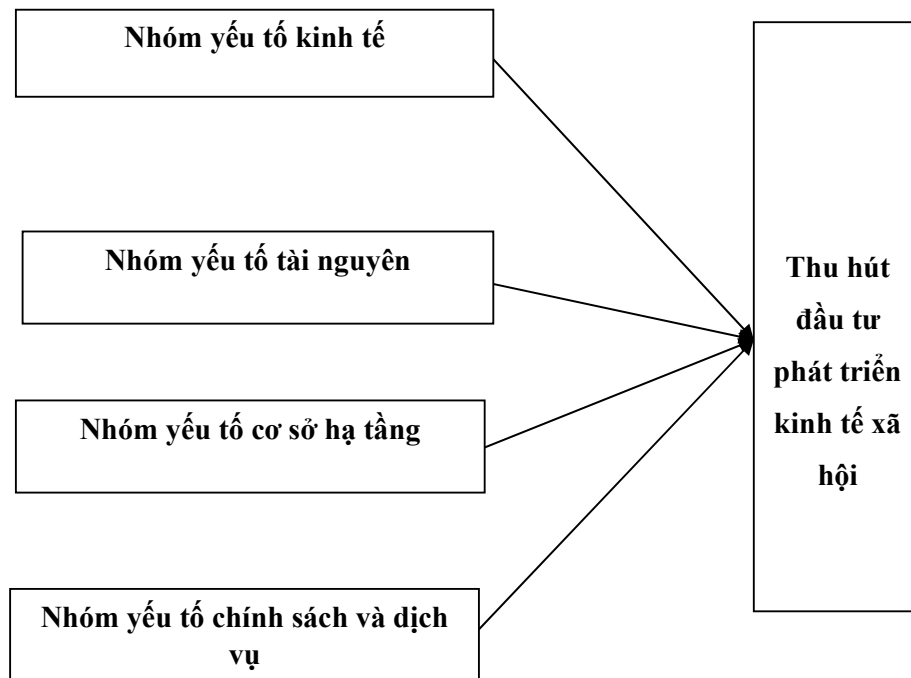 Nhóm yếu tố kinh tế
Nhóm yếu tố tài nguyên
Nhóm yếu tố cơ sở hạ tầng
Nhóm yếu tố chính sách và dịch
vụ
Thu hút
đầu tư
phát triển
kinh tế xã
hội